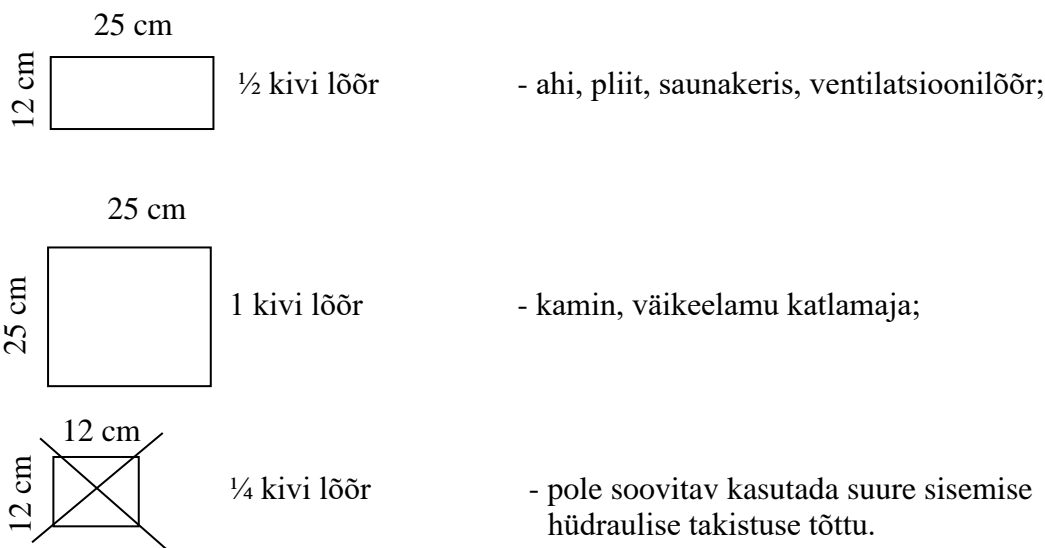 25 cm
12 cm
½ kivi lõõr - ahi, pliit, saunakeris, ventilatsioonilõõr;
25 cm
25 cm
1 kivi lõõr - kamin, väikeelamu katlamaja;
12 cm
12 cm
¼ kivi lõõr - pole soovitav kasutada suure sisemise
hüdraulise takistuse tõttu.